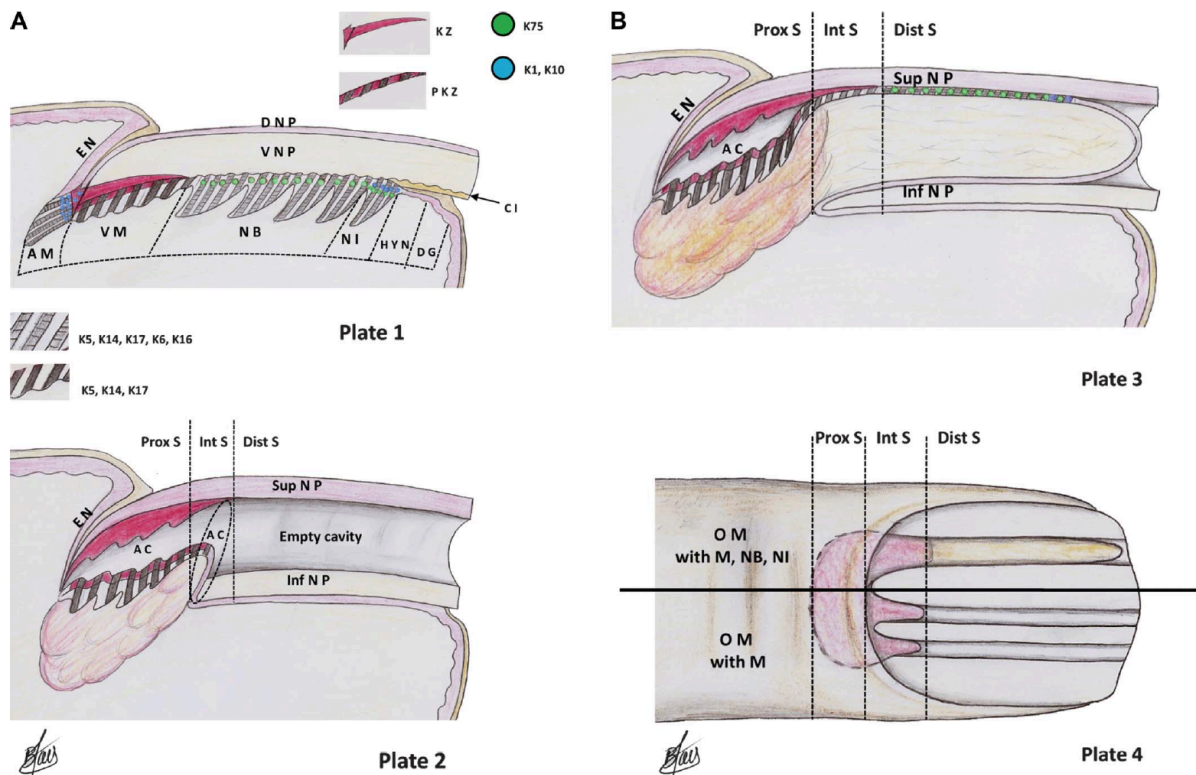 A
K Z
P K Z
K75
K1, K10
E N
D N P
V N P
C I
A M
V M
N B
N I
H Y N
D G
K5, K14, K17, K6, K16
K5, K14, K17
Plate 1
Prox S
Int S
Dist S
Sup N P
E N
A C
A C
Empty cavity
Inf N P
Plate 2
B
Prox S
Int S
Dist S
Sup N P
E N
A C
Inf N P
Plate 3
Prox S
Int S
Dist S
O M
with M, NB, NI
O M
with M
Plate 4